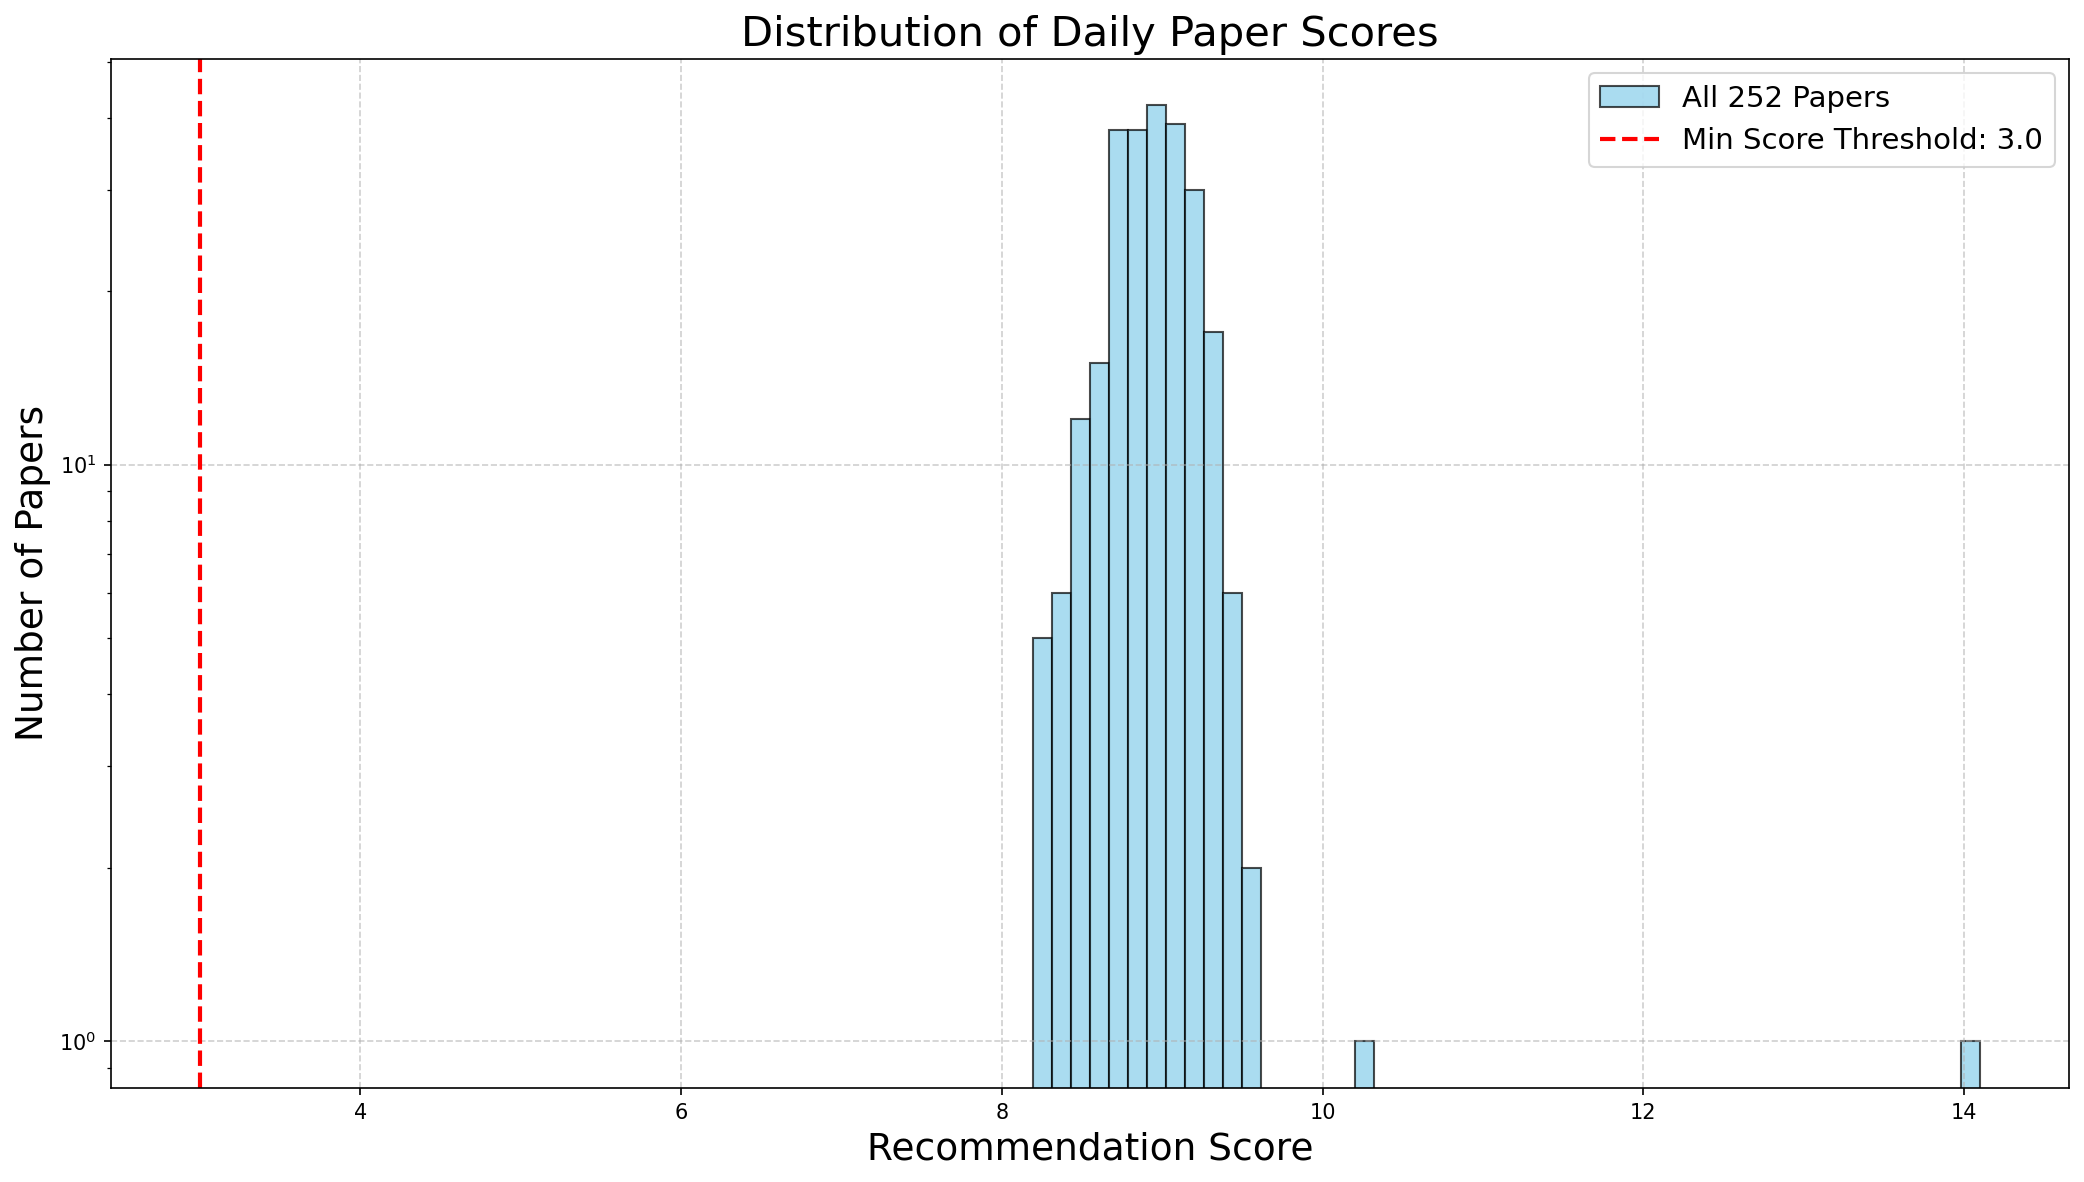 Distribution of Daily Paper Scores
All 252 Papers
Min Score Threshold: 3.0
Number of Papers
10¹
10⁰
4 6 8 10 12 14
Recommendation Score